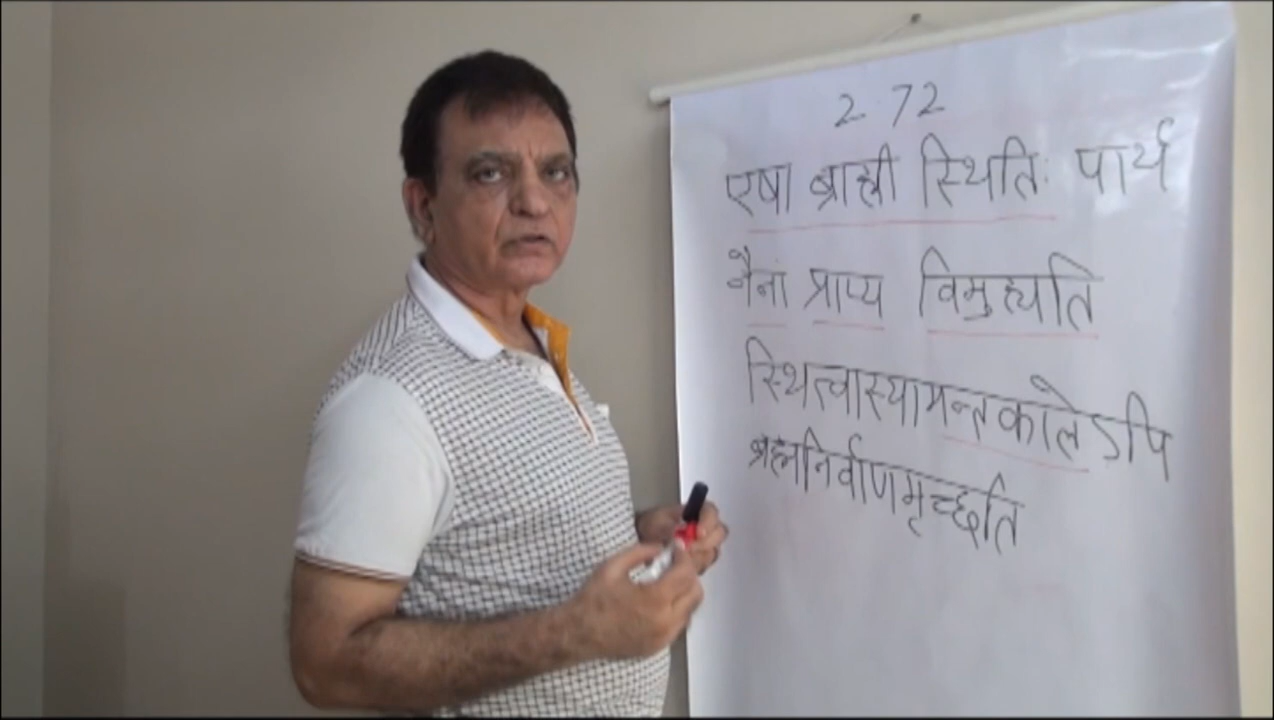 2 72
एषा ब्राह्मी स्थितिः पार्थ
नैनां प्राप्य विमुह्यति
स्थित्वास्यामन्तकालेऽपि
ब्रह्मनिर्वाणमृच्छति